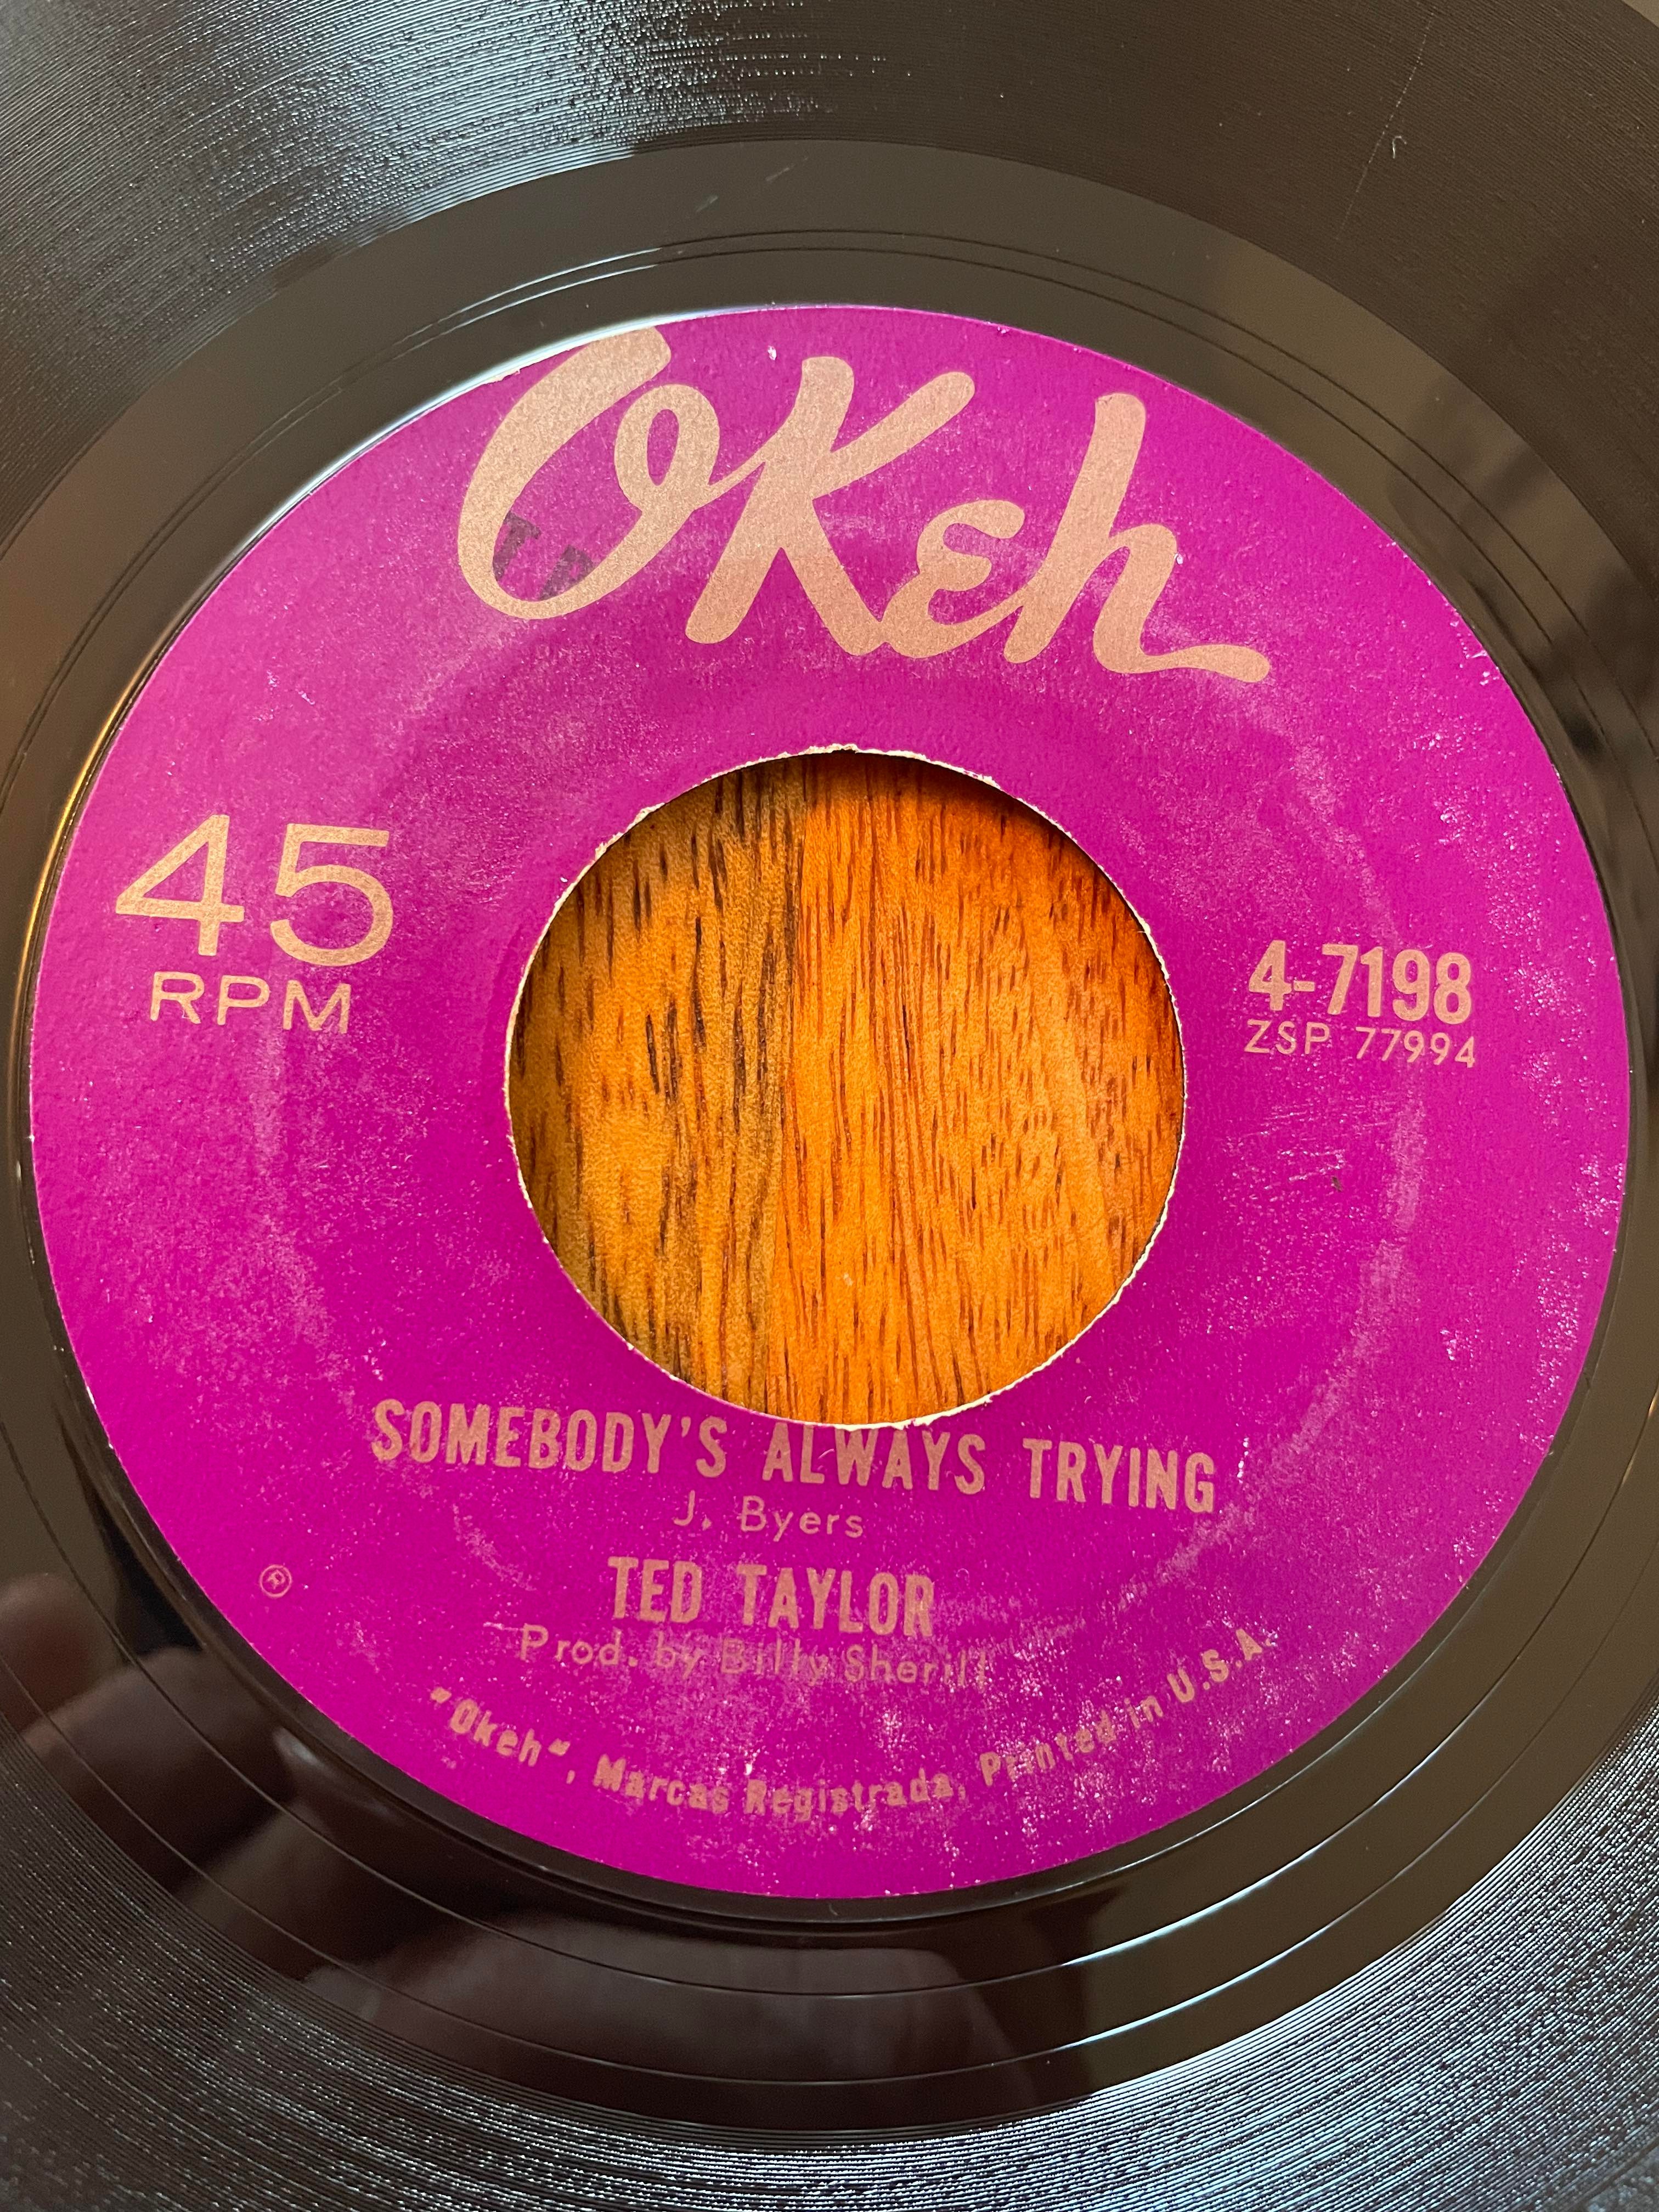 OKeh
45
RPM
4-7198
ZSP 77994
SOMEBODY'S ALWAYS TRYING
J. Byers
TED TAYLOR
Prod. by Billy Sherill
®
"Okeh", Marcas Registrada, Printed in U.S.A.